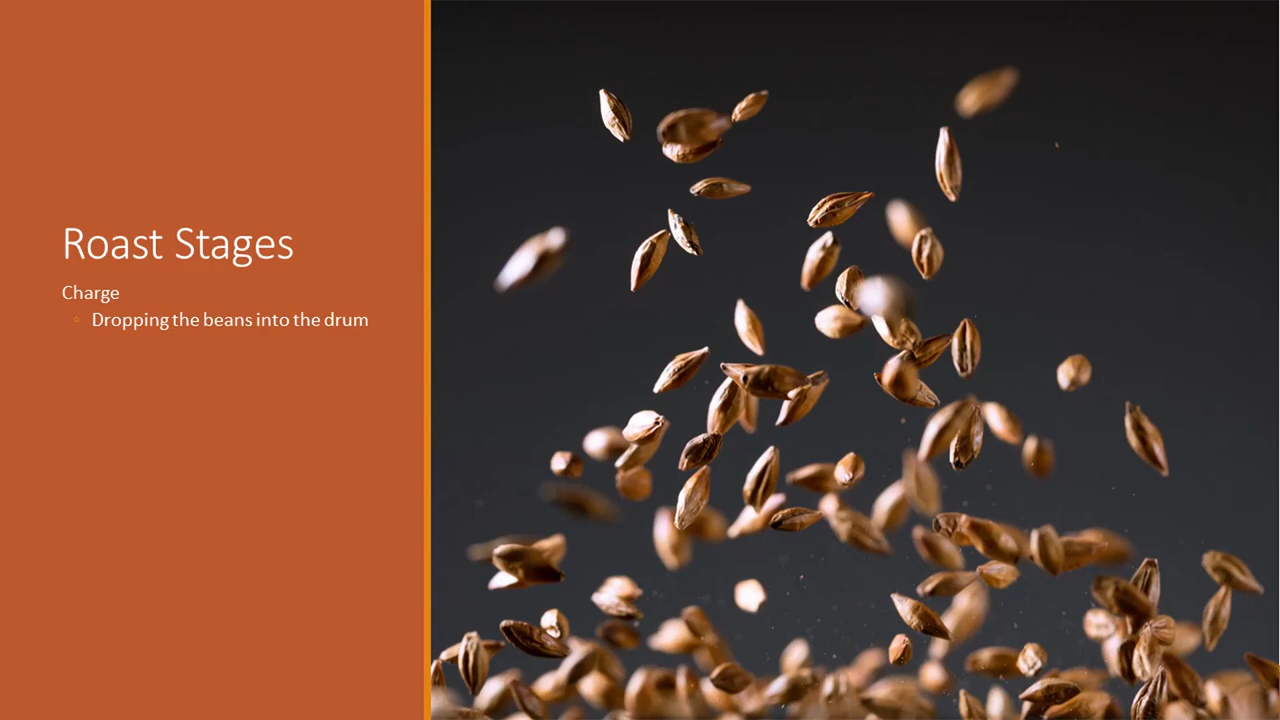 Roast Stages
Charge
Dropping the beans into the drum